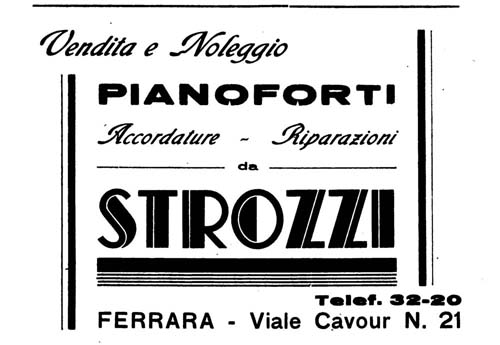 Vendita e Noleggio
PIANOFORTI
Accordature - Riparazioni
da
STROZZI
Telef. 32-20
FERRARA - Viale Cavour N. 21